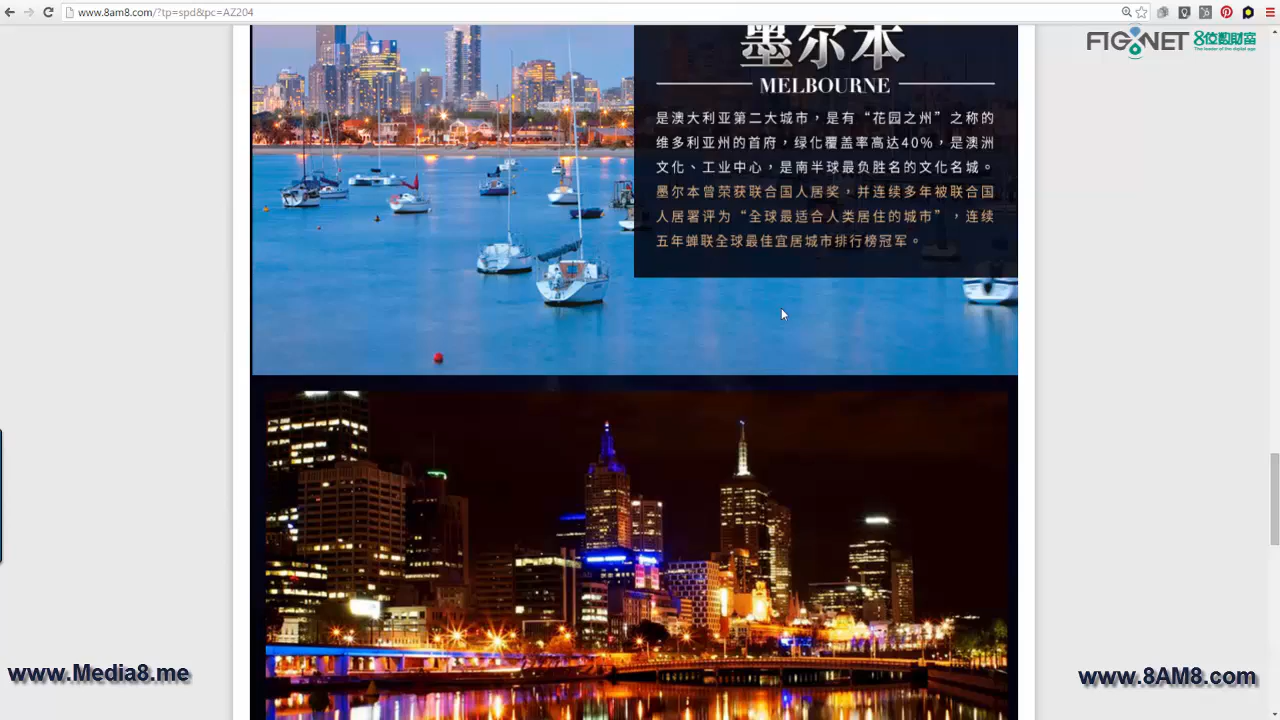 www.8am8.com/?tp=spd&pc=AZ204
FIGNET 8位数财富
The leader of the digital age
墨尔本
MELBOURNE
是澳大利亚第二大城市，是有“花园之州”之称的
维多利亚州的首府，绿化覆盖率高达40%，是澳洲
文化、工业中心，是南半球最负胜名的文化名城。
墨尔本曾荣获联合国人居奖，并连续多年被联合国
人居署评为“全球最适合人类居住的城市”，连续
五年蝉联全球最佳宜居城市排行榜冠军。
www.Media8.me
www.8AM8.com